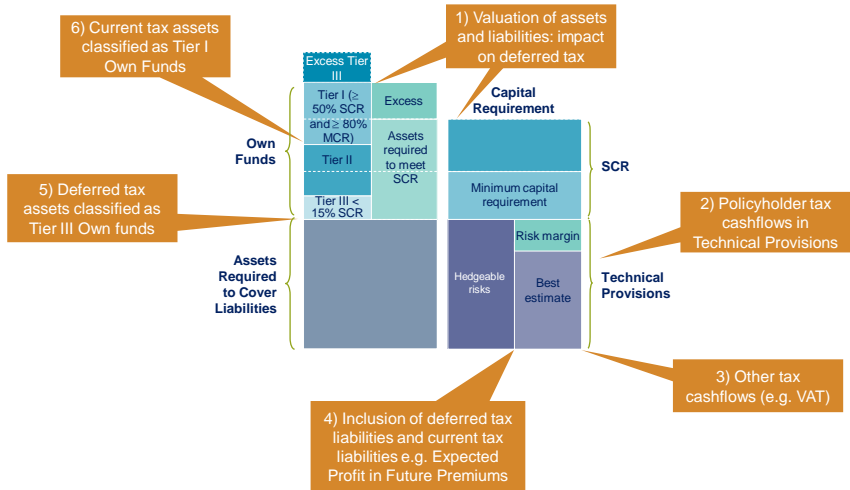 6) Current tax assets
classified as Tier I
Own Funds
1) Valuation of assets
and liabilities: impact
on deferred tax
Excess Tier
III
Tier I (≥
50% SCR
and ≥ 80%
MCR)
Excess
Capital
Requirement
Own
Funds
Tier II
Assets
required
to meet
SCR
Tier III <
15% SCR
Minimum capital
requirement
SCR
5) Deferred tax
assets classified as
Tier III Own funds
2) Policyholder tax
cashflows in
Technical Provisions
Assets
Required
to Cover
Liabilities
Hedgeable
risks
Risk margin
Best
estimate
Technical
Provisions
3) Other tax
cashflows (e.g. VAT)
4) Inclusion of deferred tax
liabilities and current tax
liabilities e.g. Expected
Profit in Future Premiums